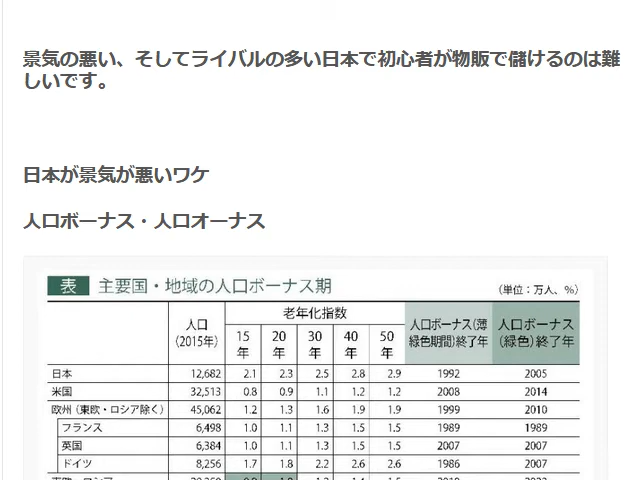 景気の悪い、そしてライバルの多い日本で初心者が物販で儲けるのは難
しいです。
日本が景気が悪いワケ
人口ボーナス・人口オーナス
表 主要国・地域の人口ボーナス期 (単位：万人、%)
人口 (2015年) 老年化指数 15年 20年 30年 40年 50年 人口ボーナス(薄緑色期間)終了年 人口ボーナス(緑色)終了年
日本 12,682 2.1 2.3 2.5 2.8 2.9 1992 2005
米国 32,513 0.8 0.9 1.1 1.2 1.2 2008 2014
欧州（東欧・ロシア除く） 45,062 1.2 1.3 1.6 1.9 1.9 1999 2010
フランス 6,498 1.0 1.1 1.3 1.5 1.5 1989 1989
英国 6,384 1.0 1.1 1.3 1.5 1.5 2007 2007
ドイツ 8,256 1.7 1.8 2.2 2.6 2.6 1986 2007